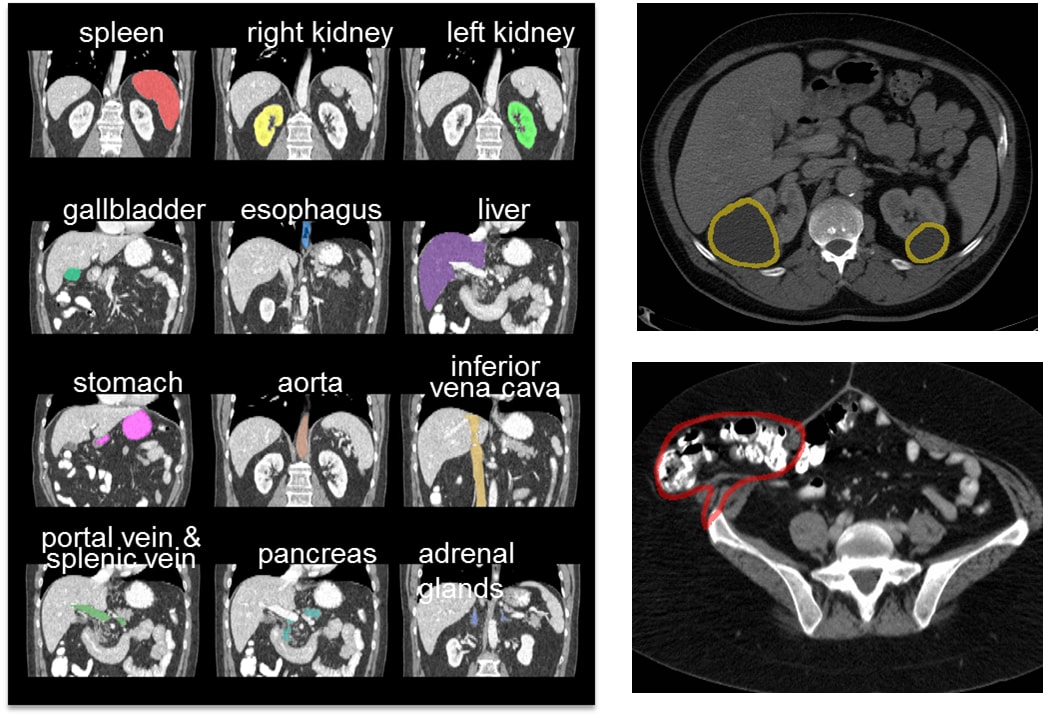 spleen
right kidney
left kidney
gallbladder
esophagus
liver
stomach
aorta
inferior
vena cava
portal vein &
splenic vein
pancreas
adrenal
glands